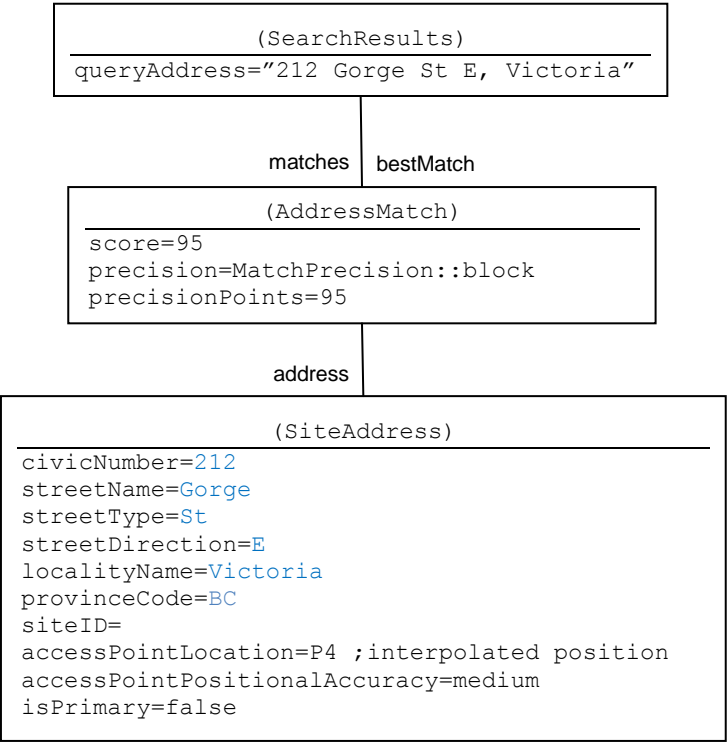 (SearchResults)
queryAddress=”212 Gorge St E, Victoria”
matches bestMatch
(AddressMatch)
score=95
precision=MatchPrecision::block
precisionPoints=95
address
(SiteAddress)
civicNumber=212
streetName=Gorge
streetType=St
streetDirection=E
localityName=Victoria
provinceCode=BC
siteID=
accessPointLocation=P4 ;interpolated position
accessPointPositionalAccuracy=medium
isPrimary=false